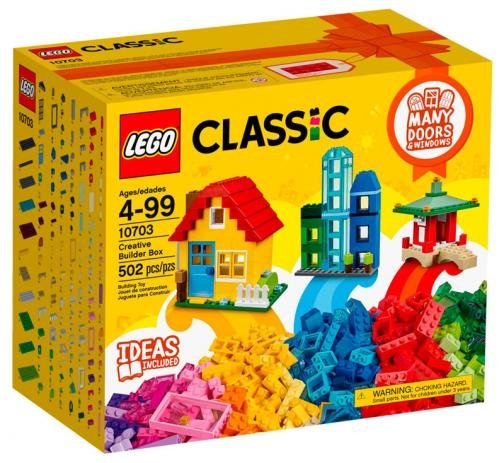 LEGO
10703
LEGO CLASSIC
Ages/edades
4-99
10703
Creative
Builder Box
502 pcs/pzs
Building Toy
Jouet de construction
Juguete para Construir
IDEAS
INCLUDED
MANY
DOORS
& WINDOWS
WARNING: CHOKING HAZARD.
Small parts. Not for children under 3 years.